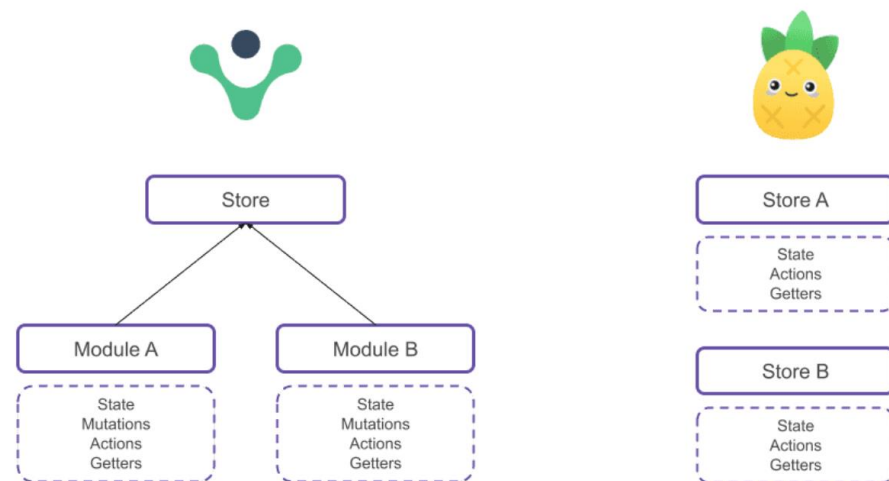 Store
Module A
State
Mutations
Actions
Getters
Module B
State
Mutations
Actions
Getters
Store A
State
Actions
Getters
Store B
State
Actions
Getters